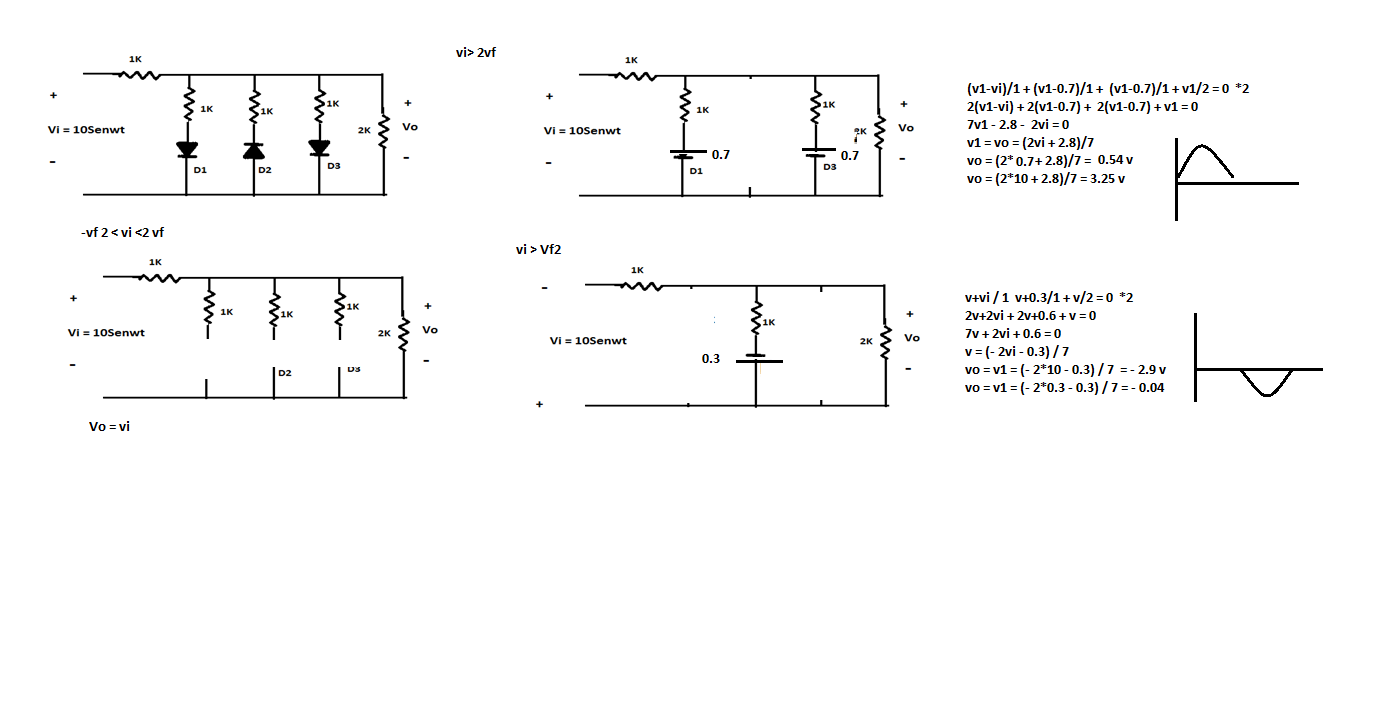 1K
+
Vi = 10Senwt
-
1K
1K
1K
D1
D2
D3
2K
+
Vo
-
vi> 2vf
1K
+
Vi = 10Senwt
-
1K
0.7
D1
1K
0.7
D3
2K
+
Vo
-
(v1-vi)/1 + (v1-0.7)/1 + (v1-0.7)/1 + v1/2 = 0 *2
2(v1-vi) + 2(v1-0.7) + 2(v1-0.7) + v1 = 0
7v1 - 2.8 - 2vi = 0
v1 = vo = (2vi + 2.8)/7
vo = (2* 0.7+ 2.8)/7 = 0.54 v
vo = (2*10 + 2.8)/7 = 3.25 v
-vf 2 < vi <2 vf
1K
+
Vi = 10Senwt
-
1K
1K
1K
D2
D3
2K
+
Vo
-
Vo = vi
vi > Vf2
1K
-
Vi = 10Senwt
+
1K
0.3
2K
+
Vo
-
v+vi / 1 v+0.3/1 + v/2 = 0 *2
2v+2vi + 2v+0.6 + v = 0
7v + 2vi + 0.6 = 0
v = (- 2vi - 0.3) / 7
vo = v1 = (- 2*10 - 0.3) / 7 = - 2.9 v
vo = v1 = (- 2*0.3 - 0.3) / 7 = - 0.04